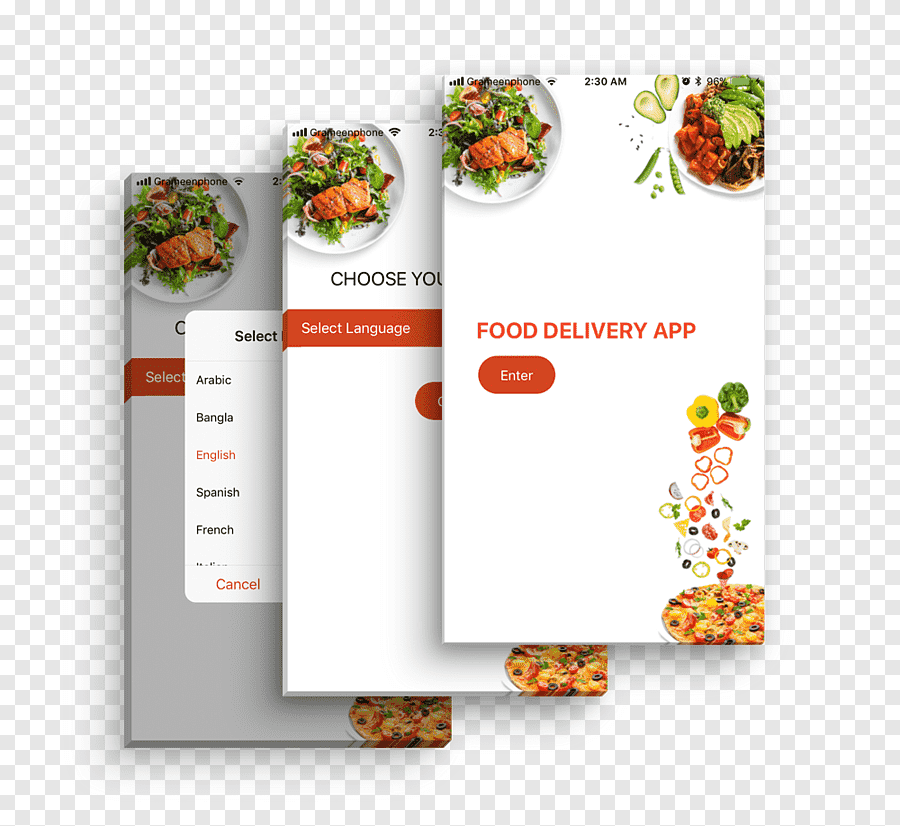 Grameenphone
2:30 AM
96%
FOOD DELIVERY APP
Enter
Grameenphone
2:3
CHOOSE YOU
Select Language
Grameenphone
2:
Select
Select
Arabic
Bangla
English
Spanish
French
Cancel